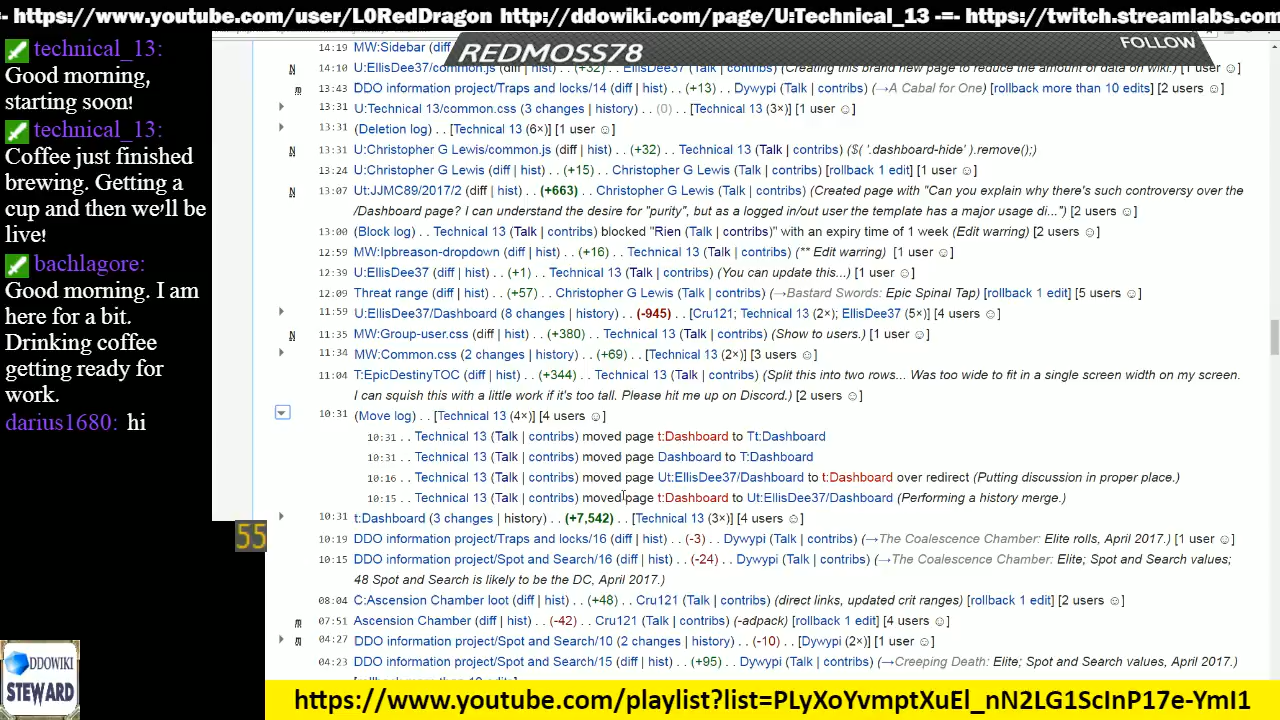 =- https://www.youtube.com/user/L0RedDragon http://ddowiki.com/page/U:Technical_13 -=- https://twitch.streamlabs.com
technical_13:
Good morning,
starting soon!
technical_13:
Coffee just finished
brewing. Getting a
cup and then we'll be
live!
bachlagore:
Good morning. I am
here for a bit.
Drinking coffee
getting ready for
work.
darius1680: hi
REDMOSS78
FOLLOW
14:19 MW:Sidebar (diff
N 14:10 U:EllisDee37/common.js (diff | hist) . . (+32) . . EllisDee37 (Talk | contribs) (Creating this brand new page to reduce the amount of data on wiki.) [1 user ☺]
m 13:43 DDO information project/Traps and locks/14 (diff | hist) . . (+13) . . Dywypi (Talk | contribs) (→A Cabal for One) [rollback more than 10 edits] [2 users ☺]
13:31 U:Technical 13/common.css (3 changes | history) . . (0) . . [Technical 13 (3×)] [1 user ☺]
13:31 (Deletion log) . . [Technical 13 (6×)] [1 user ☺]
N 13:31 U:Christopher G Lewis/common.js (diff | hist) . . (+32) . . Technical 13 (Talk | contribs) ($( '.dashboard-hide' ).remove();)
13:24 U:Christopher G Lewis (diff | hist) . . (+15) . . Christopher G Lewis (Talk | contribs) [rollback 1 edit] [1 user ☺]
N 13:07 Ut:JJMC89/2017/2 (diff | hist) . . (+663) . . Christopher G Lewis (Talk | contribs) (Created page with "Can you explain why there's such controversy over the
/Dashboard page? I can understand the desire for "purity", but as a logged in/out user the template has a major usage di...") [2 users ☺]
13:00 (Block log) . . Technical 13 (Talk | contribs) blocked "Rien (Talk | contribs)" with an expiry time of 1 week (Edit warring) [2 users ☺]
12:59 MW:Ipbreason-dropdown (diff | hist) . . (+16) . . Technical 13 (Talk | contribs) (** Edit warring) [1 user ☺]
12:39 U:EllisDee37 (diff | hist) . . (+1) . . Technical 13 (Talk | contribs) (You can update this...) [1 user ☺]
12:09 Threat range (diff | hist) . . (+57) . . Christopher G Lewis (Talk | contribs) (→Bastard Swords: Epic Spinal Tap) [rollback 1 edit] [5 users ☺]
11:59 U:EllisDee37/Dashboard (8 changes | history) . . (-945) . . [Cru121; Technical 13 (2×); EllisDee37 (5×)] [4 users ☺]
N 11:35 MW:Group-user.css (diff | hist) . . (+380) . . Technical 13 (Talk | contribs) (Show to users.) [1 user ☺]
11:34 MW:Common.css (2 changes | history) . . (+69) . . [Technical 13 (2×)] [3 users ☺]
11:04 T:EpicDestinyTOC (diff | hist) . . (+344) . . Technical 13 (Talk | contribs) (Split this into two rows... Was too wide to fit in a single screen width on my screen.
I can squish this with a little work if it's too tall. Please hit me up on Discord.) [2 users ☺]
10:31 (Move log) . . [Technical 13 (4×)] [4 users ☺]
10:31 . . Technical 13 (Talk | contribs) moved page t:Dashboard to Tt:Dashboard
10:31 . . Technical 13 (Talk | contribs) moved page Dashboard to T:Dashboard
10:16 . . Technical 13 (Talk | contribs) moved page Ut:EllisDee37/Dashboard to t:Dashboard over redirect (Putting discussion in proper place.)
10:15 . . Technical 13 (Talk | contribs) moved page t:Dashboard to Ut:EllisDee37/Dashboard (Performing a history merge.)
10:31 t:Dashboard (3 changes | history) . . (+7,542) . . [Technical 13 (3×)] [4 users ☺]
10:19 DDO information project/Traps and locks/16 (diff | hist) . . (-3) . . Dywypi (Talk | contribs) (→The Coalescence Chamber: Elite rolls, April 2017.) [1 user ☺]
10:15 DDO information project/Spot and Search/16 (diff | hist) . . (-24) . . Dywypi (Talk | contribs) (→The Coalescence Chamber: Elite; Spot and Search values;
48 Spot and Search is likely to be the DC, April 2017.)
08:04 C:Ascension Chamber loot (diff | hist) . . (+48) . . Cru121 (Talk | contribs) (direct links, updated crit ranges) [rollback 1 edit] [2 users ☺]
m 07:51 Ascension Chamber (diff | hist) . . (-42) . . Cru121 (Talk | contribs) (-adpack) [rollback 1 edit] [4 users ☺]
m 04:27 DDO information project/Spot and Search/10 (2 changes | history) . . (-10) . . [Dywypi (2×)] [1 user ☺]
04:23 DDO information project/Spot and Search/15 (diff | hist) . . (+95) . . Dywypi (Talk | contribs) (→Creeping Death: Elite; Spot and Search values, April 2017.)
55
DDOWIKI
STEWARD
https://www.youtube.com/playlist?list=PLyXoYvmptXuEl_nN2LG1ScInP17e-YmI1